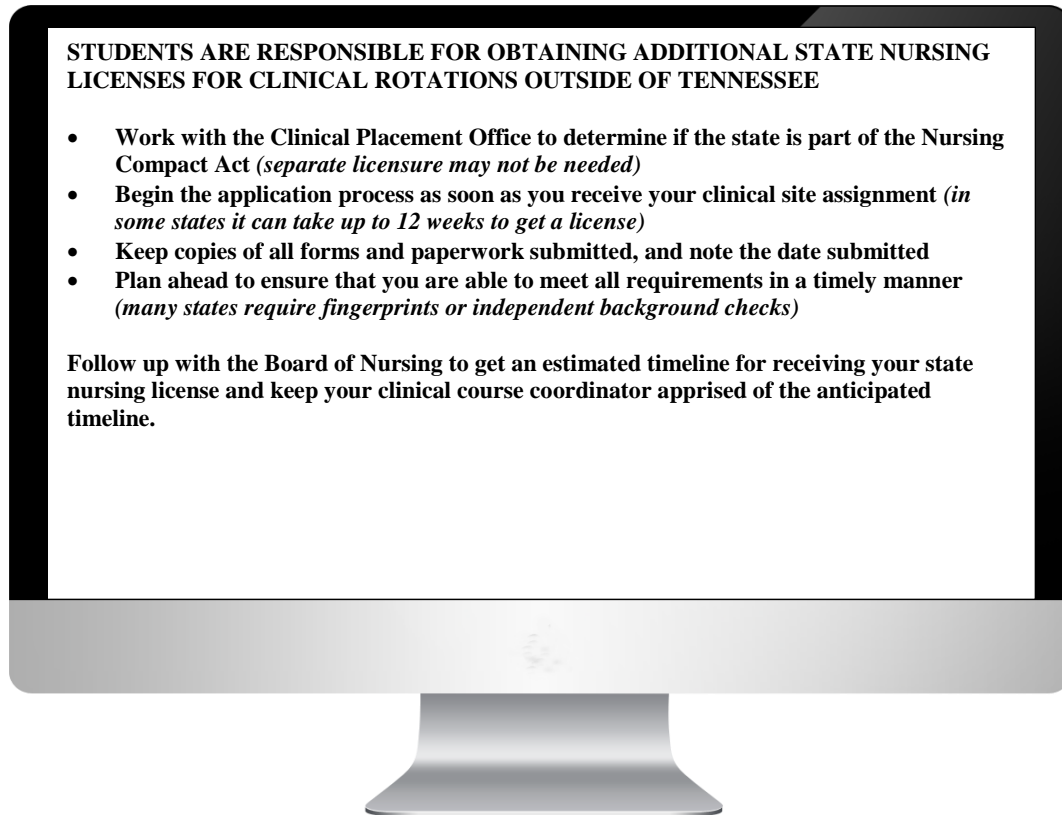 STUDENTS ARE RESPONSIBLE FOR OBTAINING ADDITIONAL STATE NURSING
LICENSES FOR CLINICAL ROTATIONS OUTSIDE OF TENNESSEE
• Work with the Clinical Placement Office to determine if the state is part of the Nursing
Compact Act (separate licensure may not be needed)
• Begin the application process as soon as you receive your clinical site assignment (in
some states it can take up to 12 weeks to get a license)
• Keep copies of all forms and paperwork submitted, and note the date submitted
• Plan ahead to ensure that you are able to meet all requirements in a timely manner
(many states require fingerprints or independent background checks)
Follow up with the Board of Nursing to get an estimated timeline for receiving your state
nursing license and keep your clinical course coordinator apprised of the anticipated
timeline.